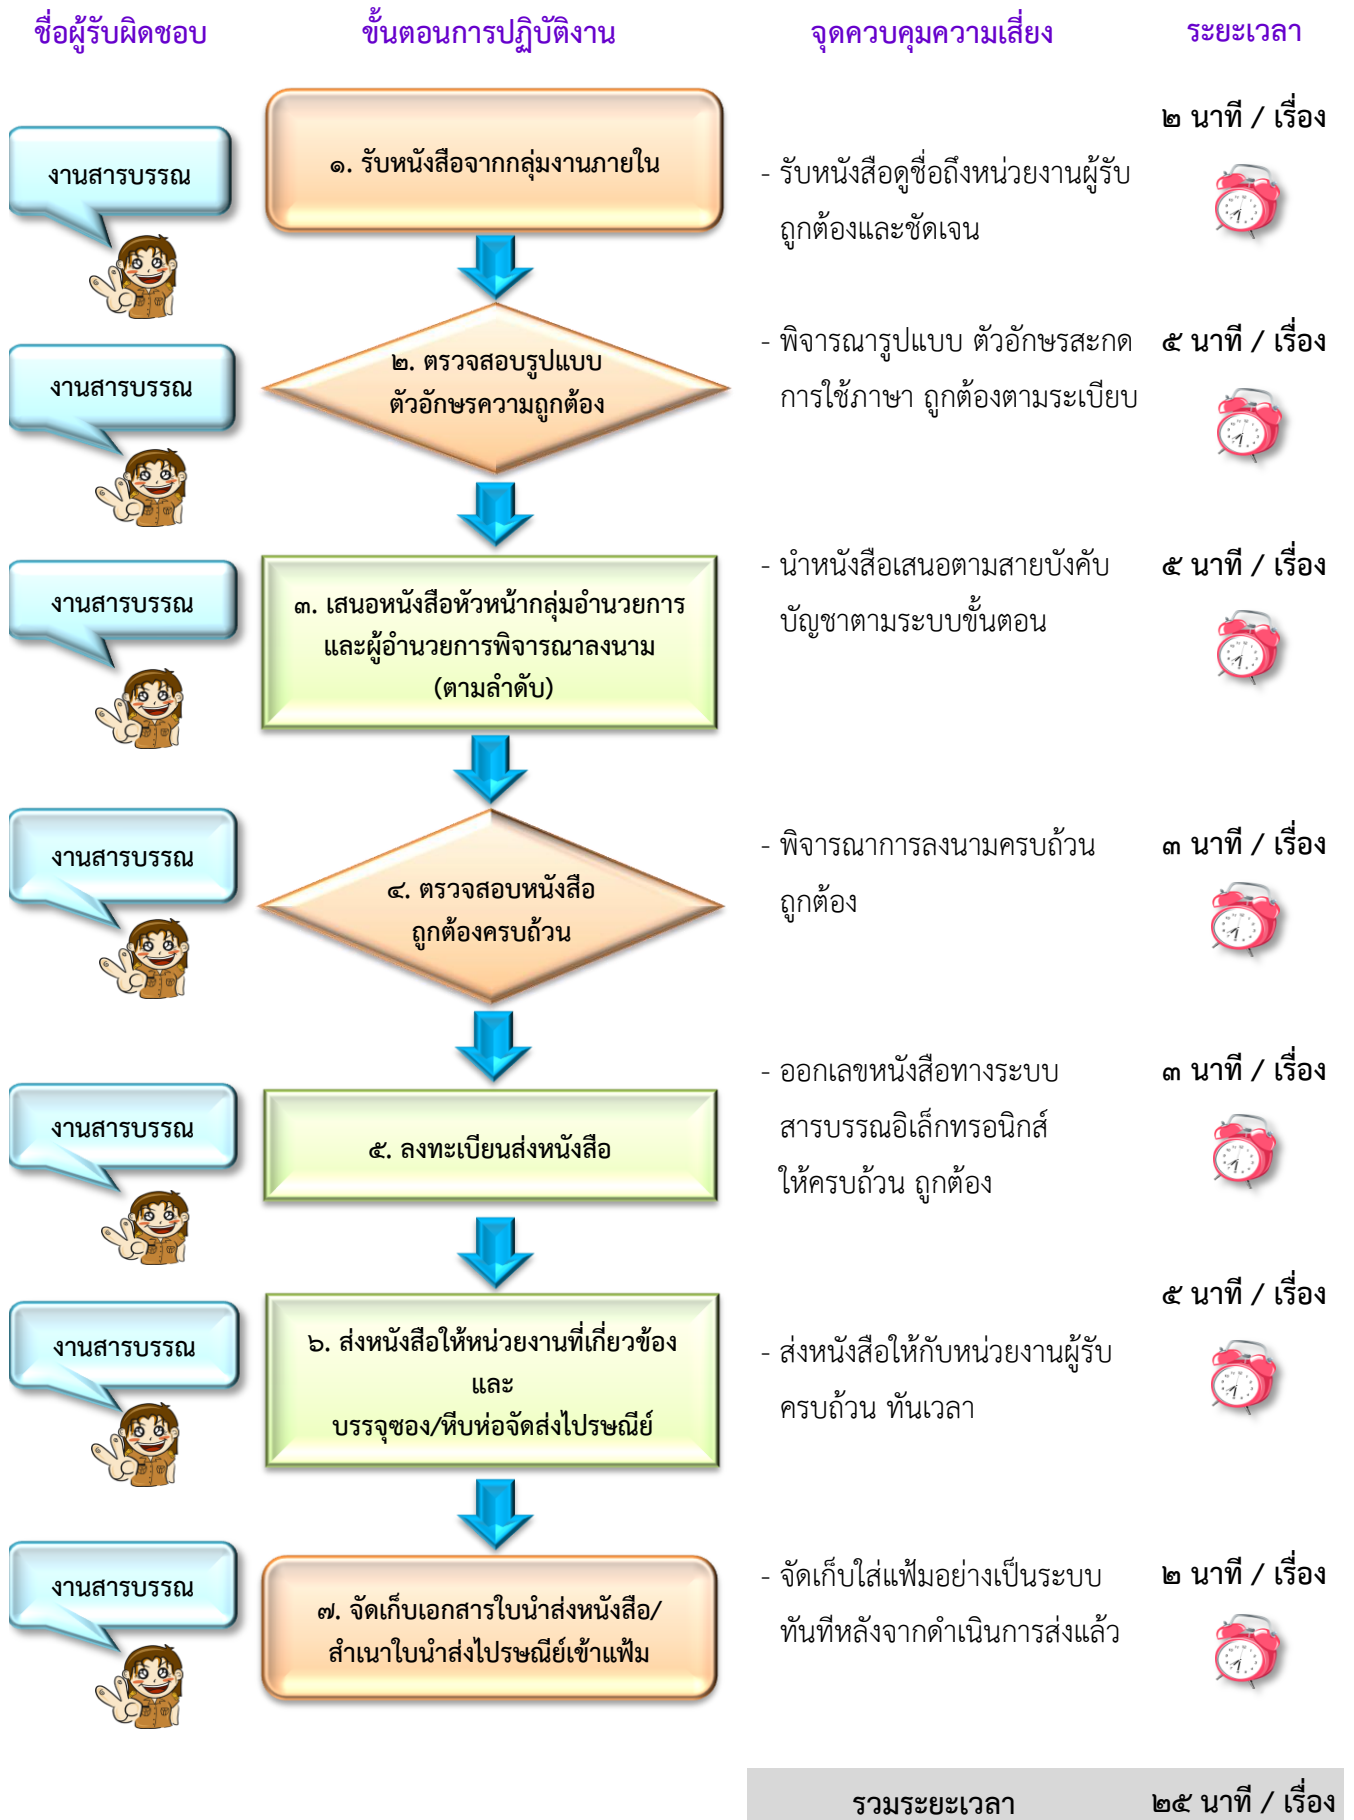 ชื่อผู้รับผิดชอบ ขั้นตอนการปฏิบัติงาน จุดควบคุมความเสี่ยง ระยะเวลา
งานสารบรรณ
๑. รับหนังสือจากกลุ่มงานภายใน
- รับหนังสือดูชื่อถึงหน่วยงานผู้รับ
ถูกต้องและชัดเจน
๒ นาที / เรื่อง
งานสารบรรณ
๒. ตรวจสอบรูปแบบ
ตัวอักษรความถูกต้อง
- พิจารณารูปแบบ ตัวอักษรสะกด
การใช้ภาษา ถูกต้องตามระเบียบ
๕ นาที / เรื่อง
งานสารบรรณ
๓. เสนอหนังสือหัวหน้ากลุ่มอำนวยการ
และผู้อำนวยการพิจารณาลงนาม
(ตามลำดับ)
- นำหนังสือเสนอตามสายบังคับ
บัญชาตามระบบขั้นตอน
๕ นาที / เรื่อง
งานสารบรรณ
๔. ตรวจสอบหนังสือ
ถูกต้องครบถ้วน
- พิจารณาการลงนามครบถ้วน
ถูกต้อง
๓ นาที / เรื่อง
งานสารบรรณ
๕. ลงทะเบียนส่งหนังสือ
- ออกเลขหนังสือทางระบบ
สารบรรณอิเล็กทรอนิกส์
ให้ครบถ้วน ถูกต้อง
๓ นาที / เรื่อง
งานสารบรรณ
๖. ส่งหนังสือให้หน่วยงานที่เกี่ยวข้อง
และ
บรรจุซอง/หีบห่อจัดส่งไปรษณีย์
- ส่งหนังสือให้กับหน่วยงานผู้รับ
ครบถ้วน ทันเวลา
๕ นาที / เรื่อง
งานสารบรรณ
๗. จัดเก็บเอกสารใบนำส่งหนังสือ/
สำเนาใบนำส่งไปรษณีย์เข้าแฟ้ม
- จัดเก็บใส่แฟ้มอย่างเป็นระบบ
ทันทีหลังจากดำเนินการส่งแล้ว
๒ นาที / เรื่อง
รวมระยะเวลา ๒๕ นาที / เรื่อง